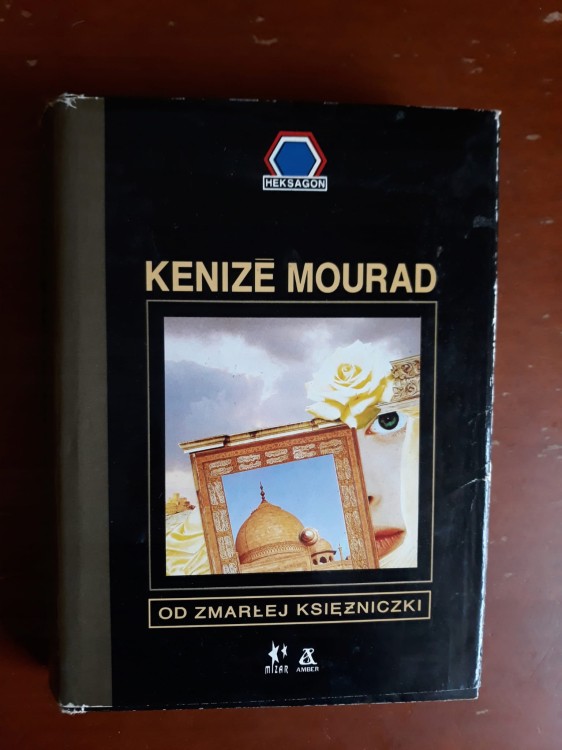 HEKSAGON
KENIZĒ MOURAD
OD ZMARŁEJ KSIĘŻNICZKI
MIZAR
AMBER